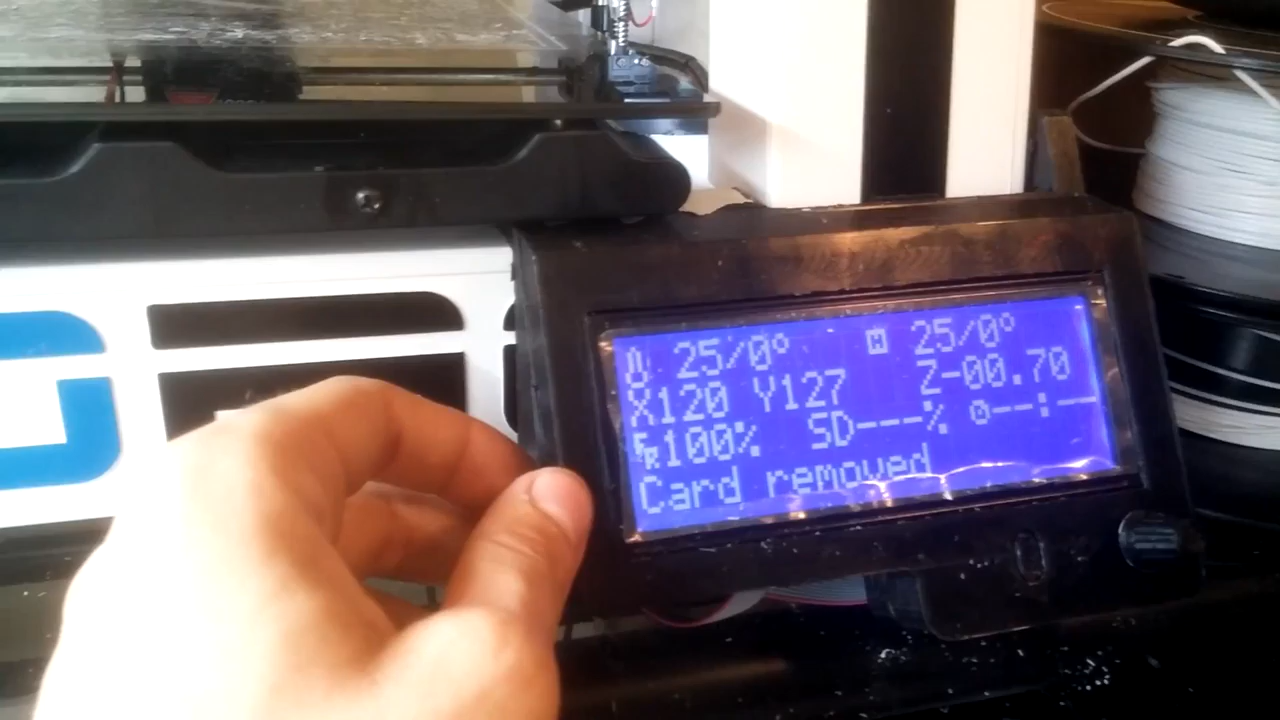 25/0° H 25/0°
X120 Y127 Z-00.70
100% SD---% --:--
Card removed